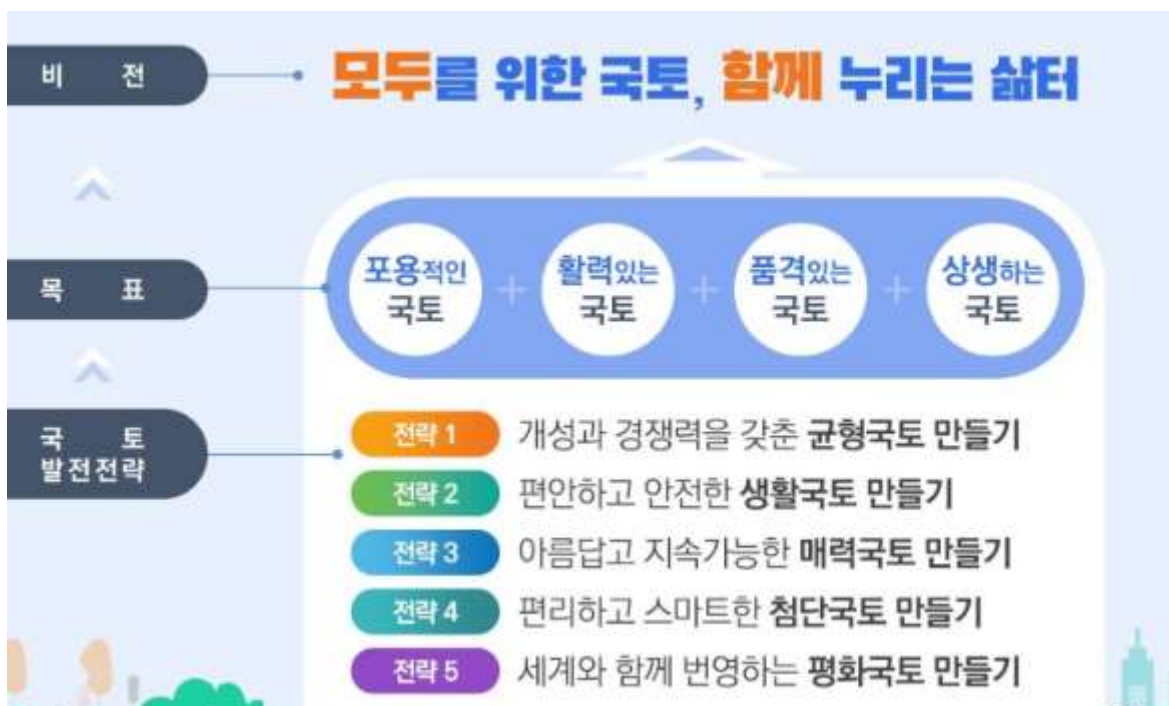 비 전
모두를 위한 국토, 함께 누리는 삶터
목 표
포용적인
국토
활력있는
국토
품격있는
국토
상생하는
국토
국 토
발전전략
전략 1 개성과 경쟁력을 갖춘 균형국토 만들기
전략 2 편안하고 안전한 생활국토 만들기
전략 3 아름답고 지속가능한 매력국토 만들기
전략 4 편리하고 스마트한 첨단국토 만들기
전략 5 세계와 함께 번영하는 평화국토 만들기